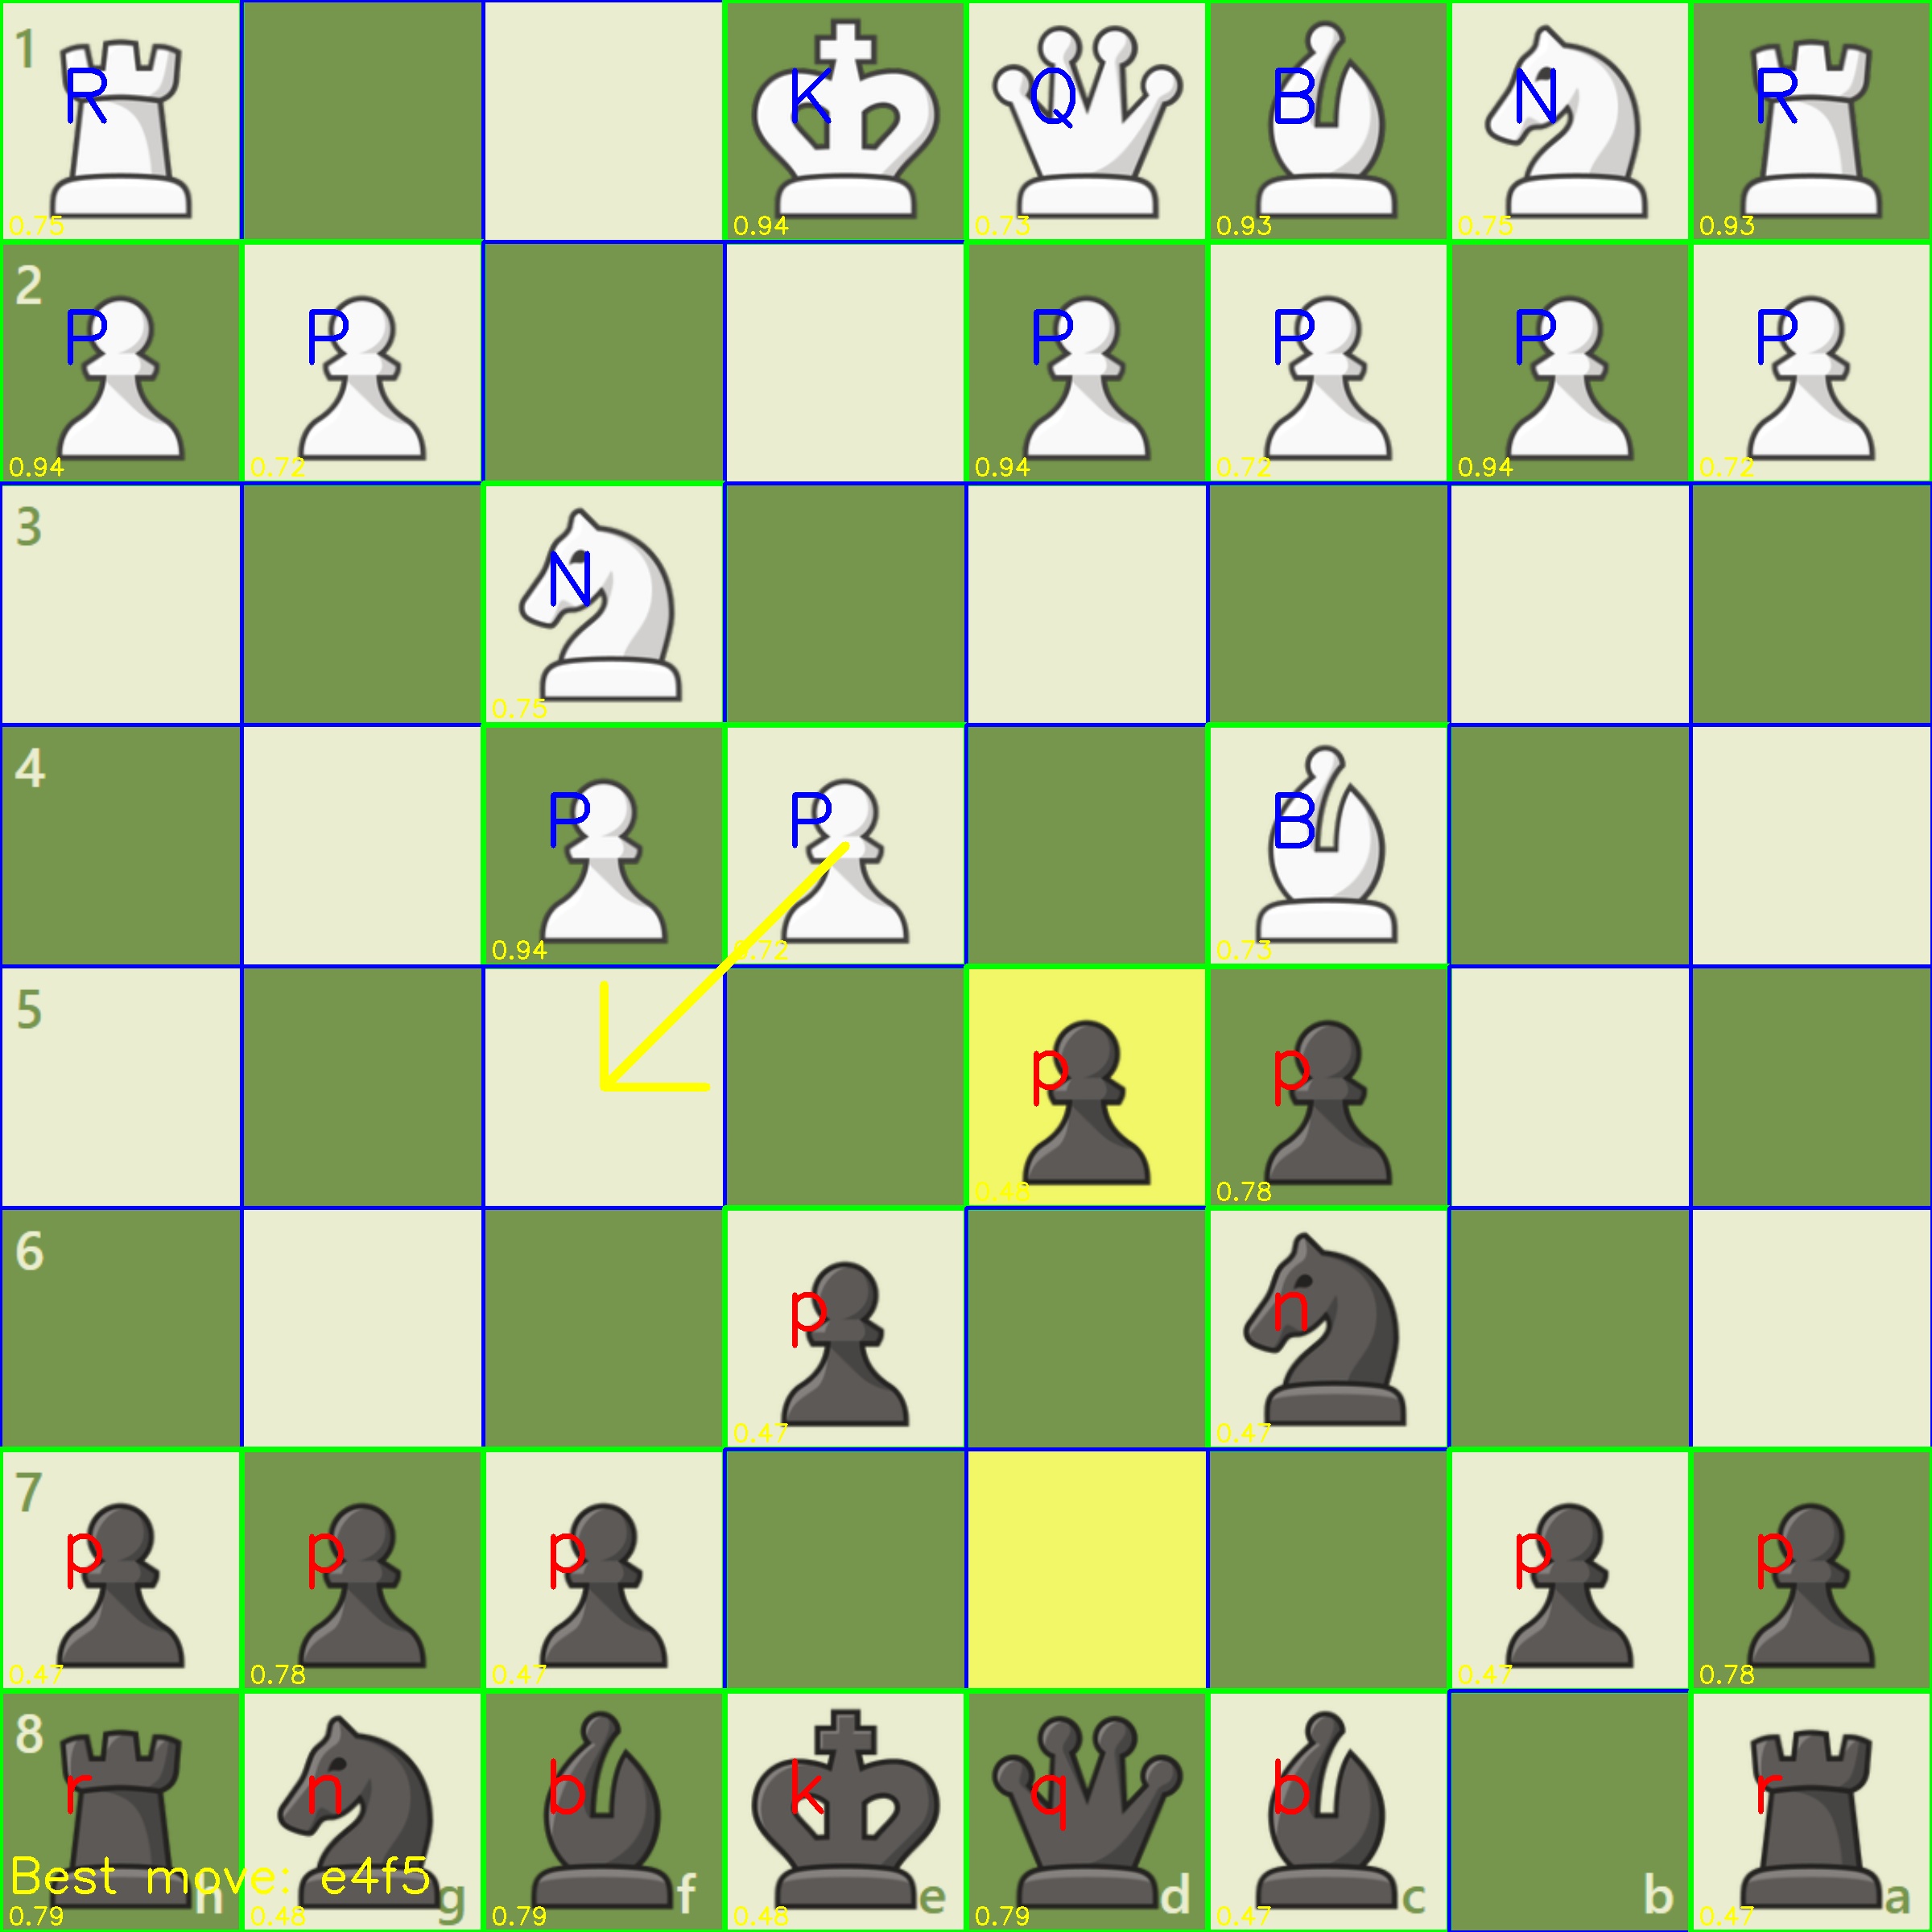 1 R K Q B N R
0.75 0.94 0.73 0.93 0.75 0.93
2 P P P P P P
0.94 0.72 0.94 0.72 0.94 0.72
3 N
0.75
4 P P B
0.94 0.72 0.73
5 p p
0.48 0.78
6 p n
0.47 0.47
7 p p p p p
0.47 0.78 0.47 0.47 0.78
8 r n b k q b r
Best move: e4f5
h g f e d c b a
0.79 0.48 0.79 0.48 0.79 0.47 0.47